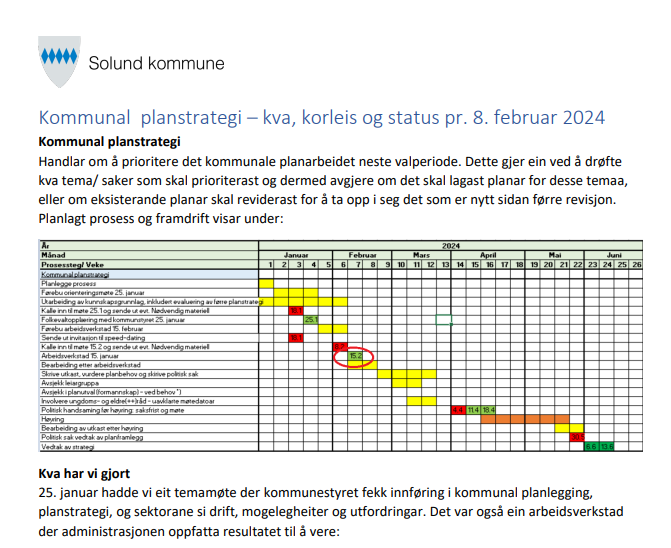 Solund kommune
Kommunal planstrategi – kva, korleis og status pr. 8. februar 2024
Kommunal planstrategi
Handlar om å prioritere det kommunale planarbeidet neste valperiode. Dette gjer ein ved å drøfte
kva tema/ saker som skal prioriterast og dermed avgjere om det skal lagast planar for desse temaa,
eller om eksisterande planar skal reviderast for å ta opp i seg det som er nytt sidan førre revisjon.
Planlagt prosess og framdrift visar under:
År 2024
Månad Januar Februar Mars April Mai Juni
Prosessteg/ Veke 1 2 3 4 5 6 7 8 9 10 11 12 13 14 15 16 17 18 19 20 21 22 23 24 25 26
Kommunal planstrategi
Planlegge prosess
Førebu orienteringsmøte 25. januar
Utarbeiding av kunnskapsgrunnlag, inkludert evaluering av førre planstrategi
Kalle inn til møte 25.1 og sende ut evt. Nødvendig materiell 18.1
Folkevaltopplæring med kommunstyret 25. januar 25.1
Førebu arbeidsverkstad 15. februar
Sende ut invitasjon til speed-dating 18.1
Kalle inn til møte 15.2 og sende ut evt. Nødvendig materiell
Arbeidsverkstad 15. januar 15.2
Bearbeiding etter arbeidsverkstad
Skrive utkast, vurdere planbehov og skrive politisk sak
Avsjekk leiargruppa
Avsjekk i planutval (formannskap) - ved behov *)
Involvere ungdoms- og eldre(++)råd - uavklarte møtedatoar
Politisk handsaming før høyring: saksfrist og møte 4.4 11.4 18.4
Høyring
Bearbeiding av utkast etter høyring
Politisk sak vedtak av planframlegg 30.5
Vedtak av strategi 6.6 13.6
Kva har vi gjort
25. januar hadde vi eit temamøte der kommunestyret fekk innføring i kommunal planlegging,
planstrategi, og sektorane si drift, mogelegheiter og utfordringar. Det var også ein arbeidsverkstad
der administrasjonen oppfatta resultatet til å vere: